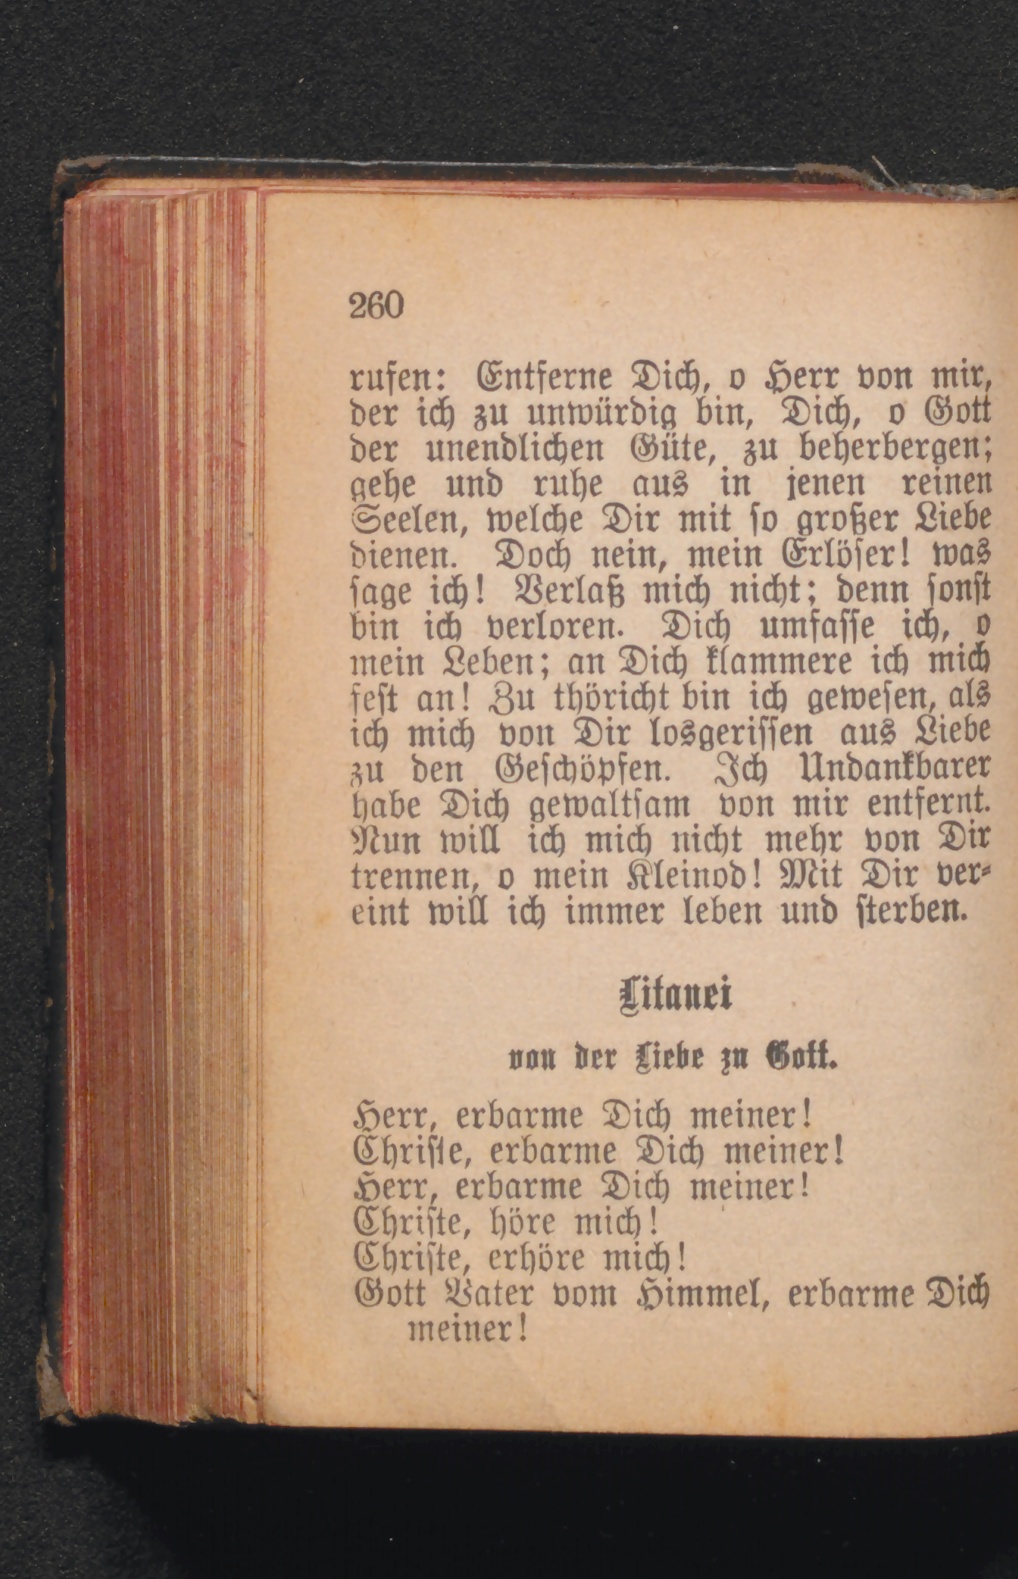 260
rufen: Entferne Dich, o Herr von mir,
der ich zu unwürdig bin, Dich, o Gott
der unendlichen Güte, zu beherbergen;
gehe und ruhe aus in jenen reinen
Seelen, welche Dir mit so großer Liebe
dienen. Doch nein, mein Erlöser! was
sage ich! Verlaß mich nicht; denn sonst
bin ich verloren. Dich umfasse ich, o
mein Leben; an Dich klammere ich mich
fest an! Zu thöricht bin ich gewesen, als
ich mich von Dir losgerissen aus Liebe
zu den Geschöpfen. Ich Undankbarer
habe Dich gewaltsam von mir entfernt.
Nun will ich mich nicht mehr von Dir
trennen, o mein Kleinod! Mit Dir ver-
eint will ich immer leben und sterben.
Litanei
von der Liebe zu Gott.
Herr, erbarme Dich meiner!
Christe, erbarme Dich meiner!
Herr, erbarme Dich meiner!
Christe, höre mich!
Christe, erhöre mich!
Gott Vater vom Himmel, erbarme Dich
meiner!